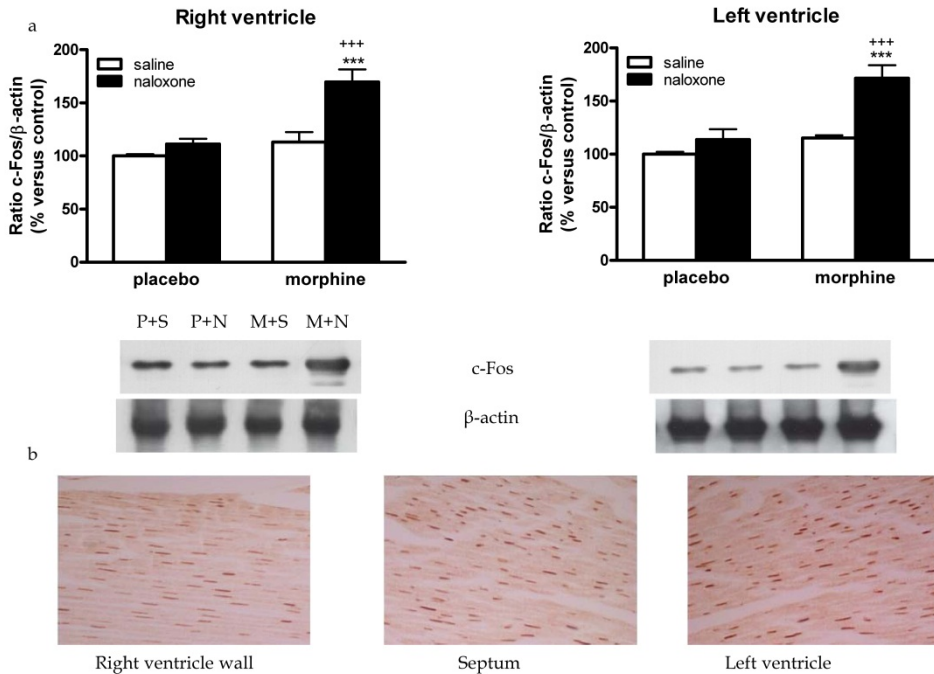 a
Right ventricle
Ratio c-Fos/β-actin
(% versus control)
200
150
100
50
0
saline
naloxone
+++
***
placebo
morphine
Left ventricle
Ratio c-Fos/β-actin
(% versus control)
200
150
100
50
0
saline
naloxone
+++
***
placebo
morphine
P+S P+N M+S M+N
c-Fos
β-actin
b
Right ventricle wall
Septum
Left ventricle